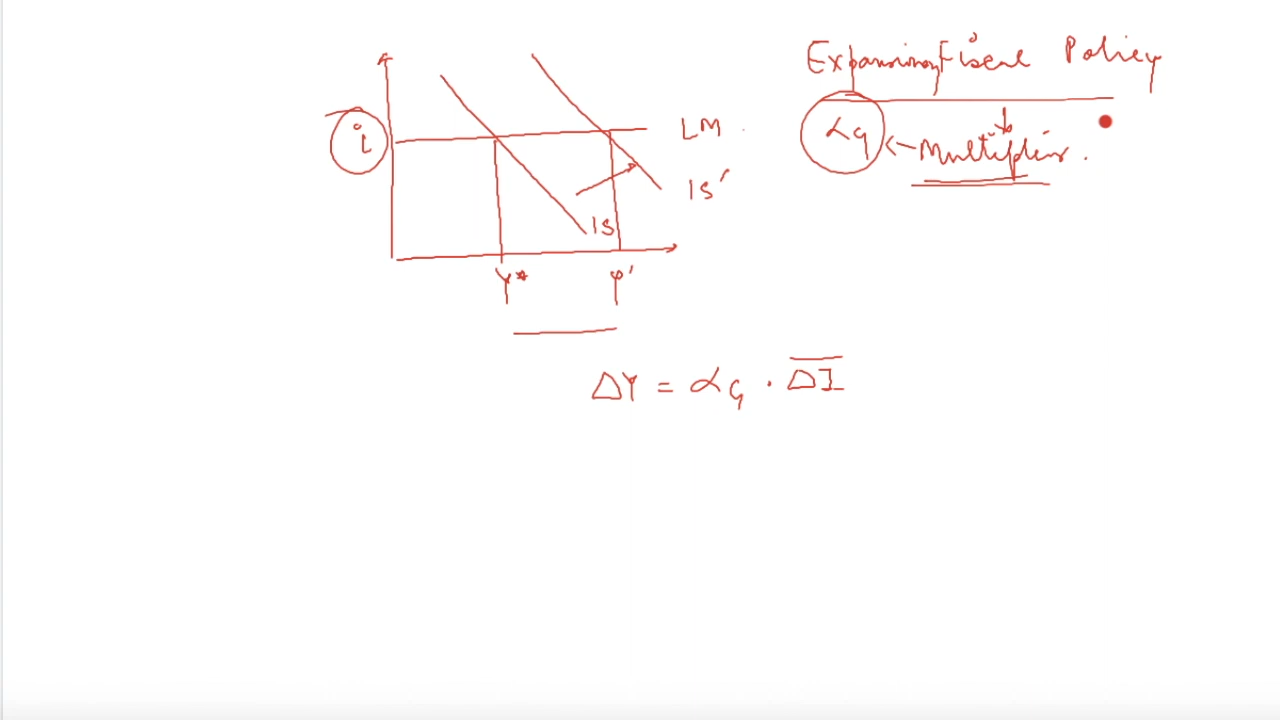 Expansionary Fiscal Policy
i
LM
αG ← Multiplier.
IS'
IS
Y* Y'
ΔY = αG · ΔI